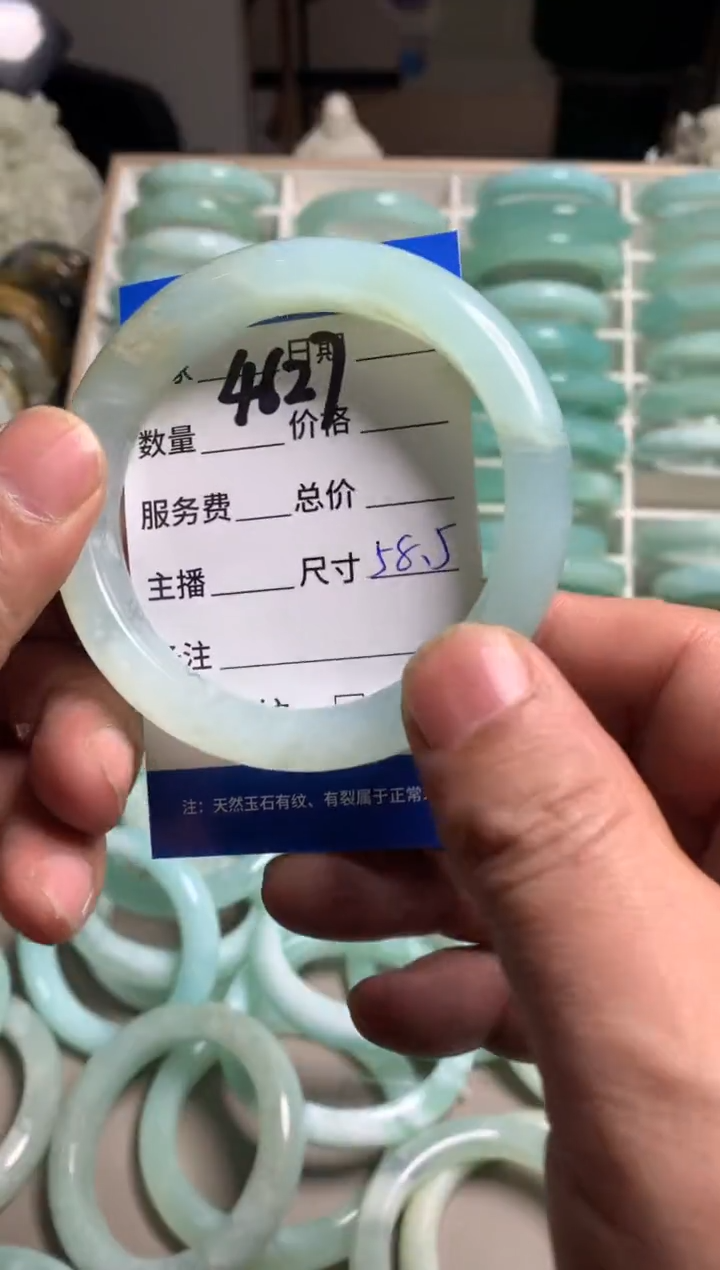 4627
日期
数量 价格
服务费 总价
主播 尺寸 58.5
注
注：天然玉石有纹、有裂属于正常